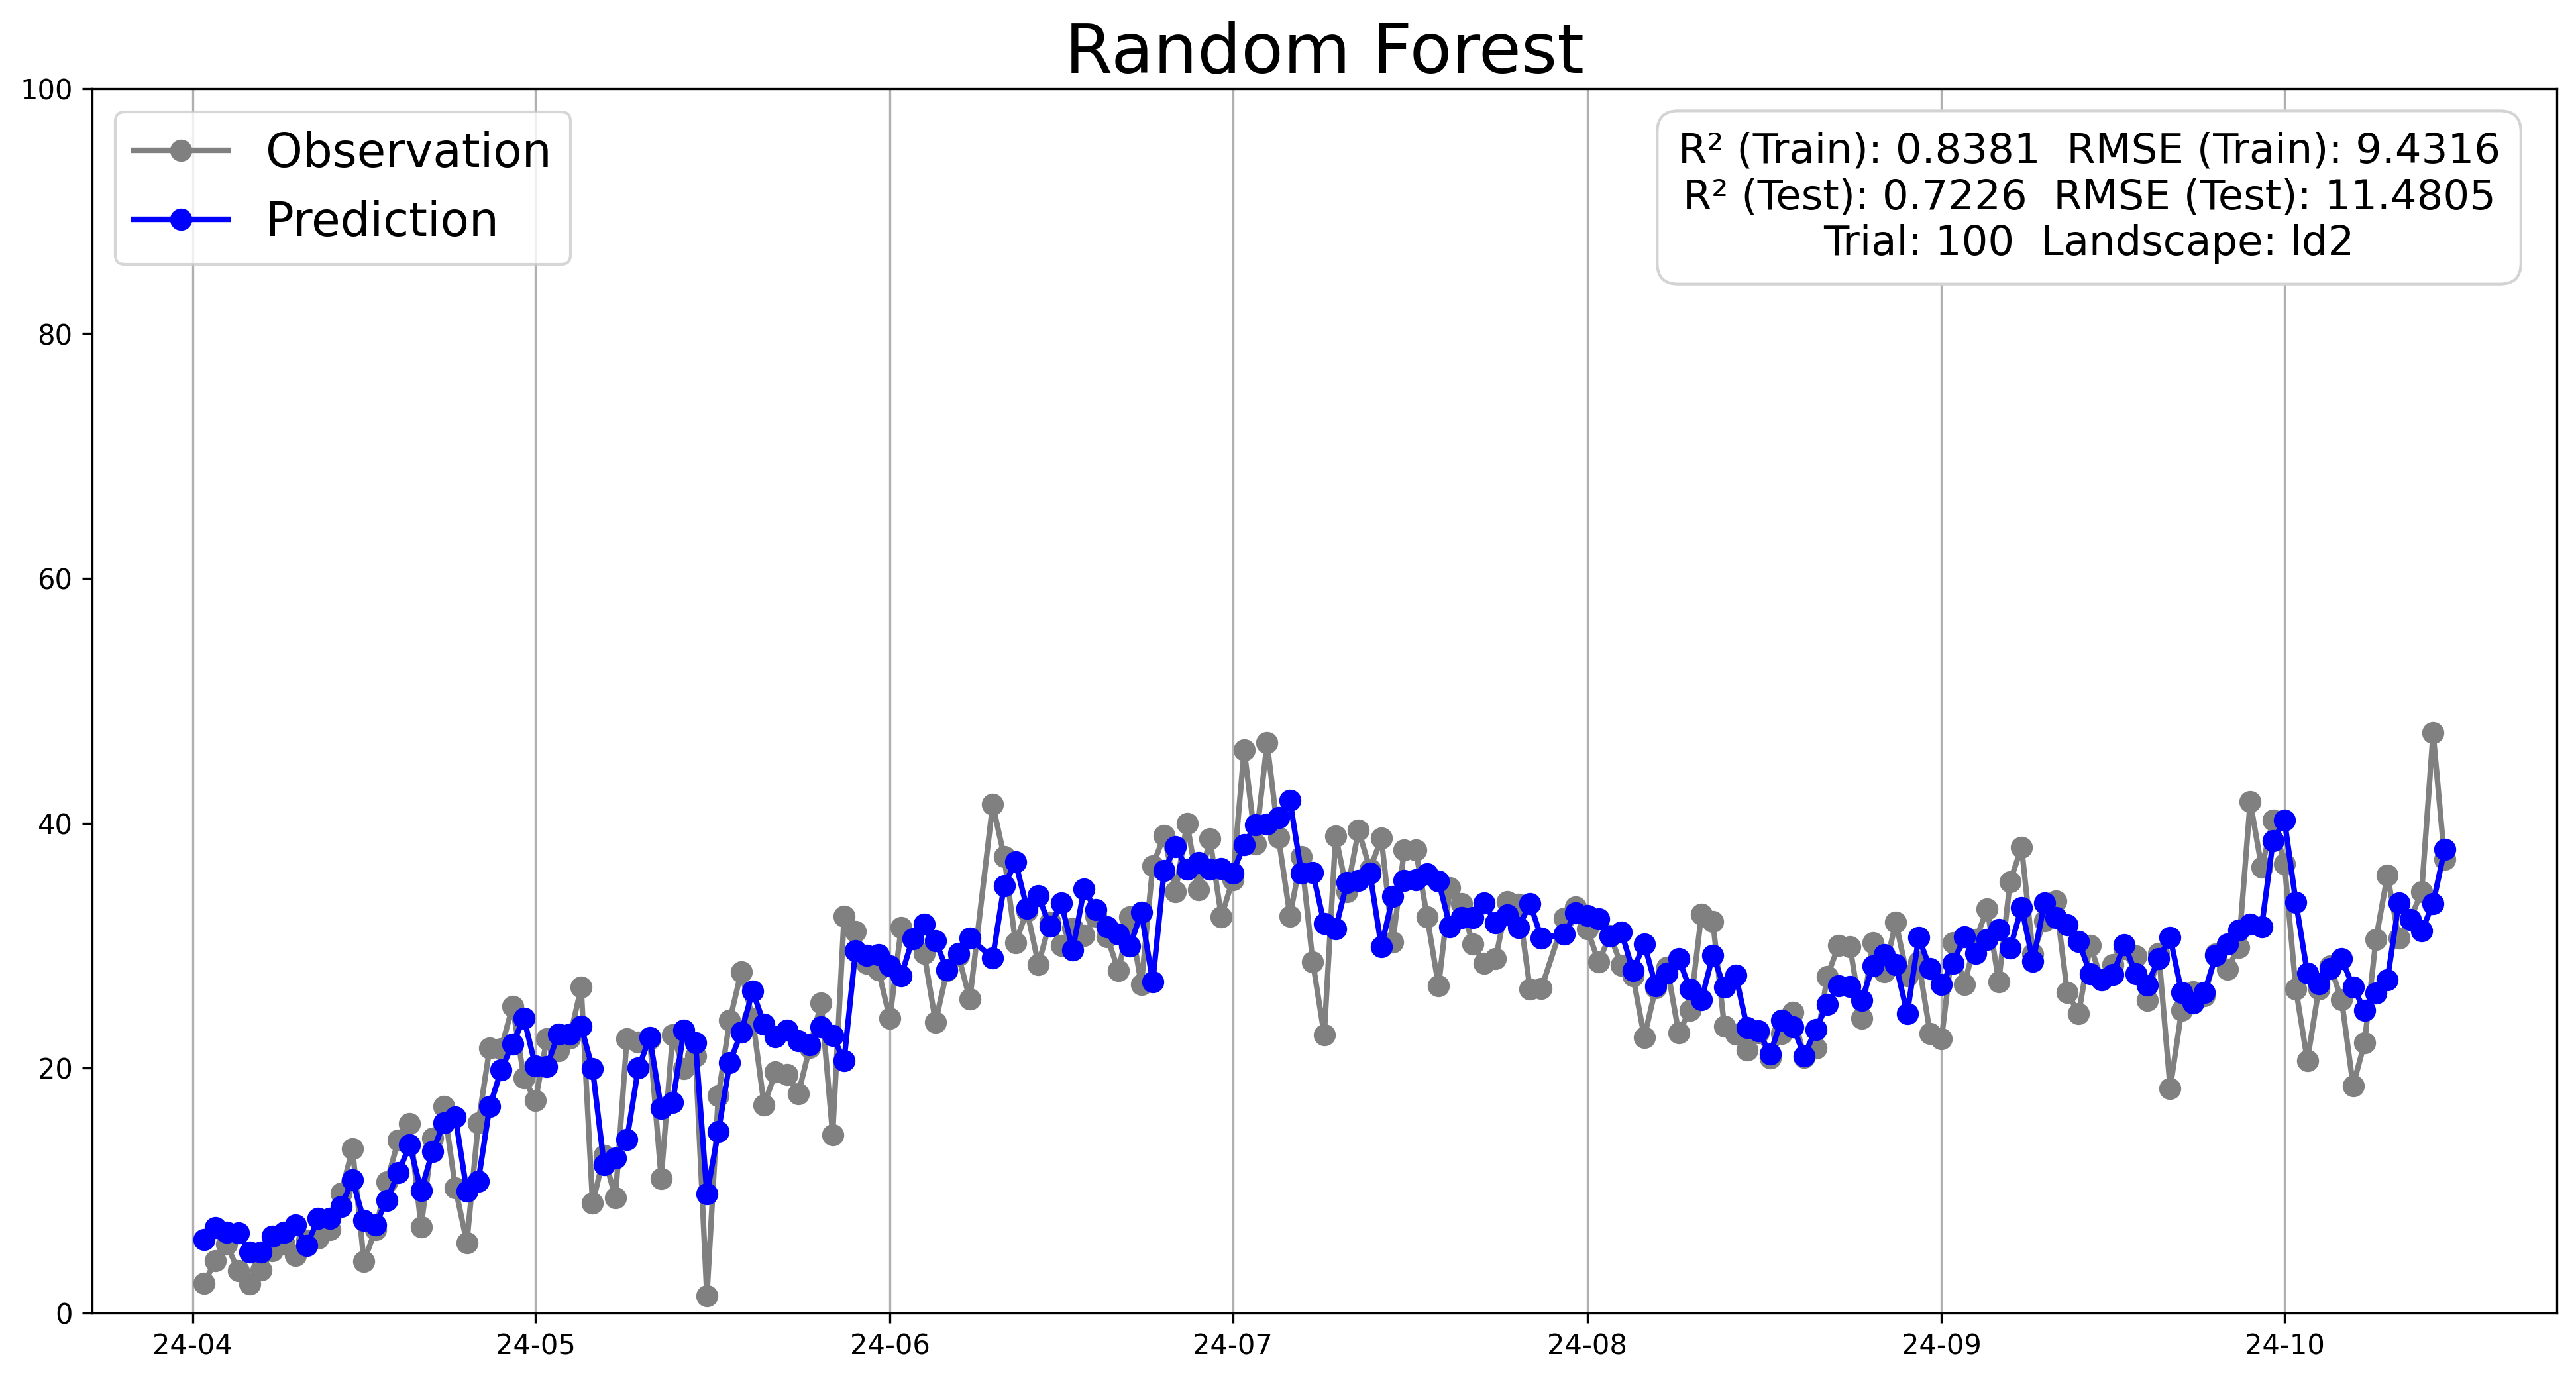 Random Forest
100
80
60
40
20
0
Observation
Prediction
R² (Train): 0.8381  RMSE (Train): 9.4316
R² (Test): 0.7226  RMSE (Test): 11.4805
Trial: 100  Landscape: ld2
24-04
24-05
24-06
24-07
24-08
24-09
24-10